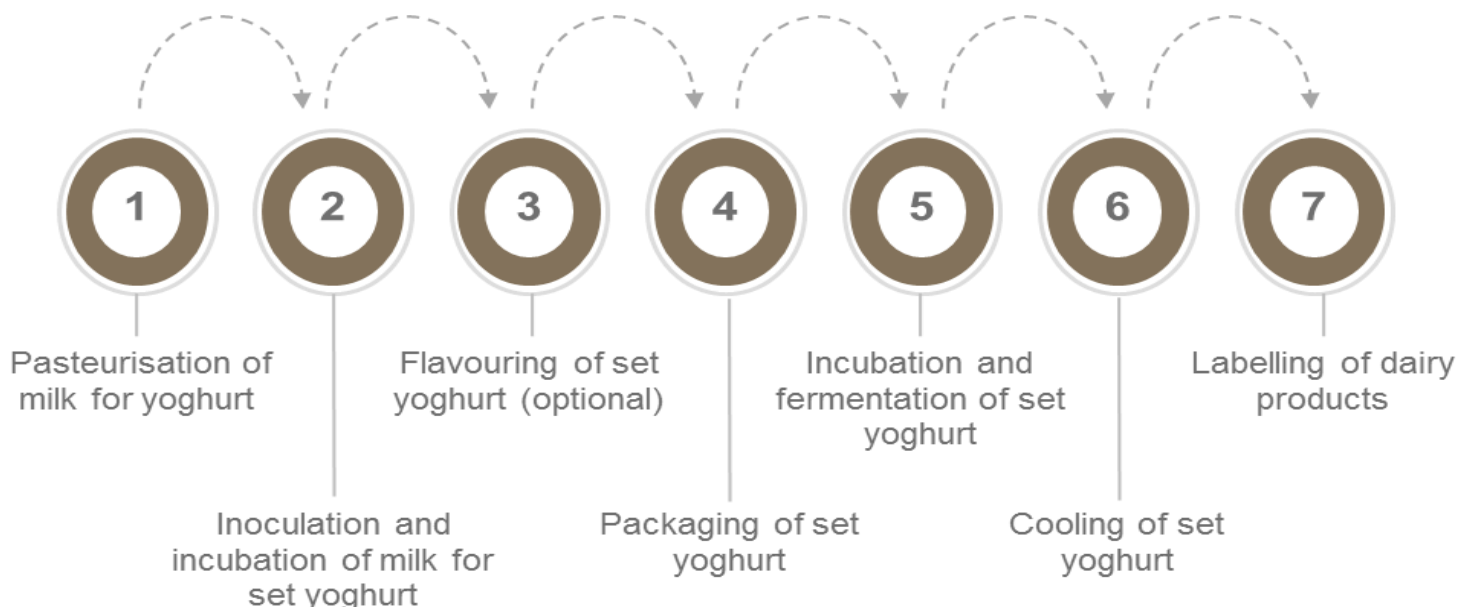 1
2
3
4
5
6
7
Pasteurisation of
milk for yoghurt
Inoculation and
incubation of milk for
set yoghurt
Flavouring of set
yoghurt (optional)
Packaging of set
yoghurt
Incubation and
fermentation of set
yoghurt
Cooling of set
yoghurt
Labelling of dairy
products